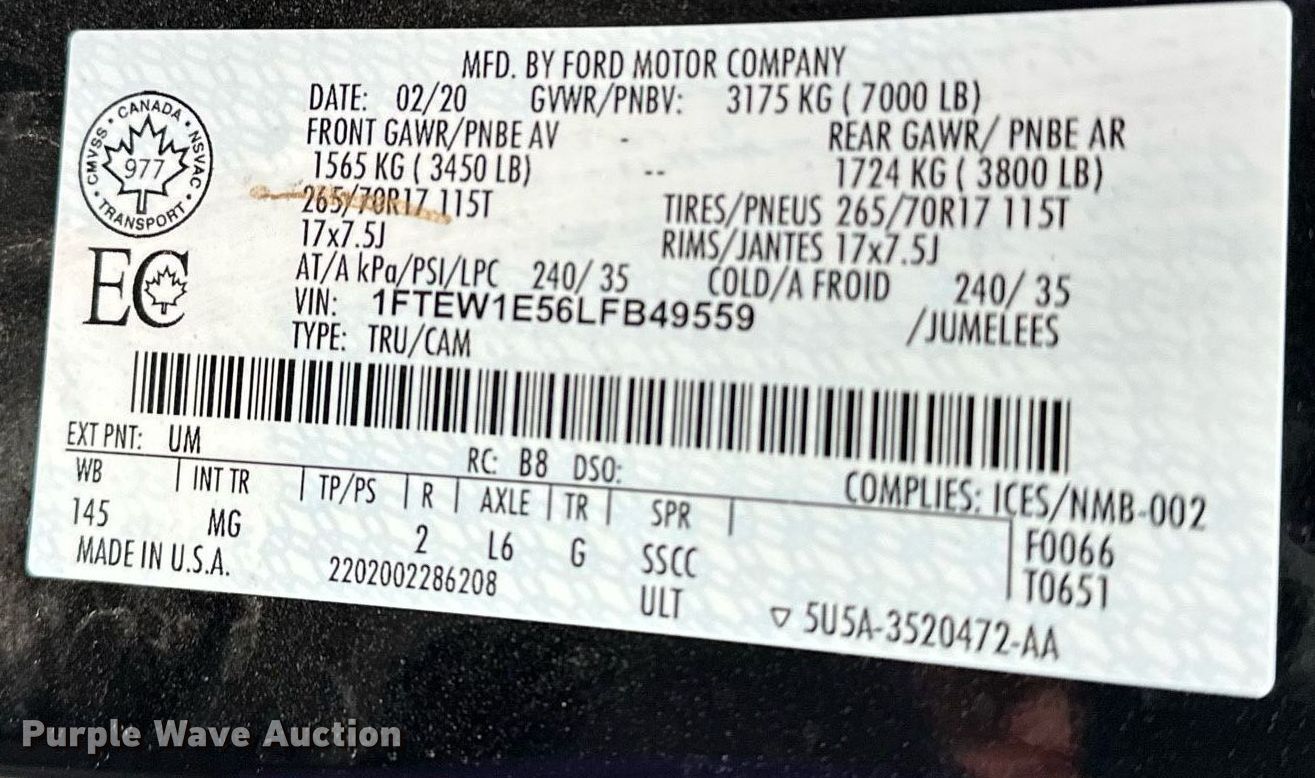 MFD. BY FORD MOTOR COMPANY
DATE: 02/20 GVWR/PNBV: 3175 KG ( 7000 LB)
FRONT GAWR/PNBE AV - REAR GAWR/ PNBE AR
1565 KG ( 3450 LB) -- 1724 KG ( 3800 LB)
265/70R17 115T TIRES/PNEUS 265/70R17 115T
17x7.5J RIMS/JANTES 17x7.5J
AT/A kPa/PSI/LPC 240/ 35 COLD/A FROID 240/ 35
VIN: 1FTEW1E56LFB49559 /JUMELEES
TYPE: TRU/CAM
CANADA
CMVSS
NSVAC
977
TRANSPORT
EC
EXT PNT: UM RC: B8 DSO:
WB | INT TR | TP/PS | R | AXLE | TR | SPR | COMPLIES: ICES/NMB-002
145 MG 2 L6 G SSCC F0066
MADE IN U.S.A. 2202002286208 ULT T0651
▽ 5U5A-3520472-AA
Purple Wave Auction